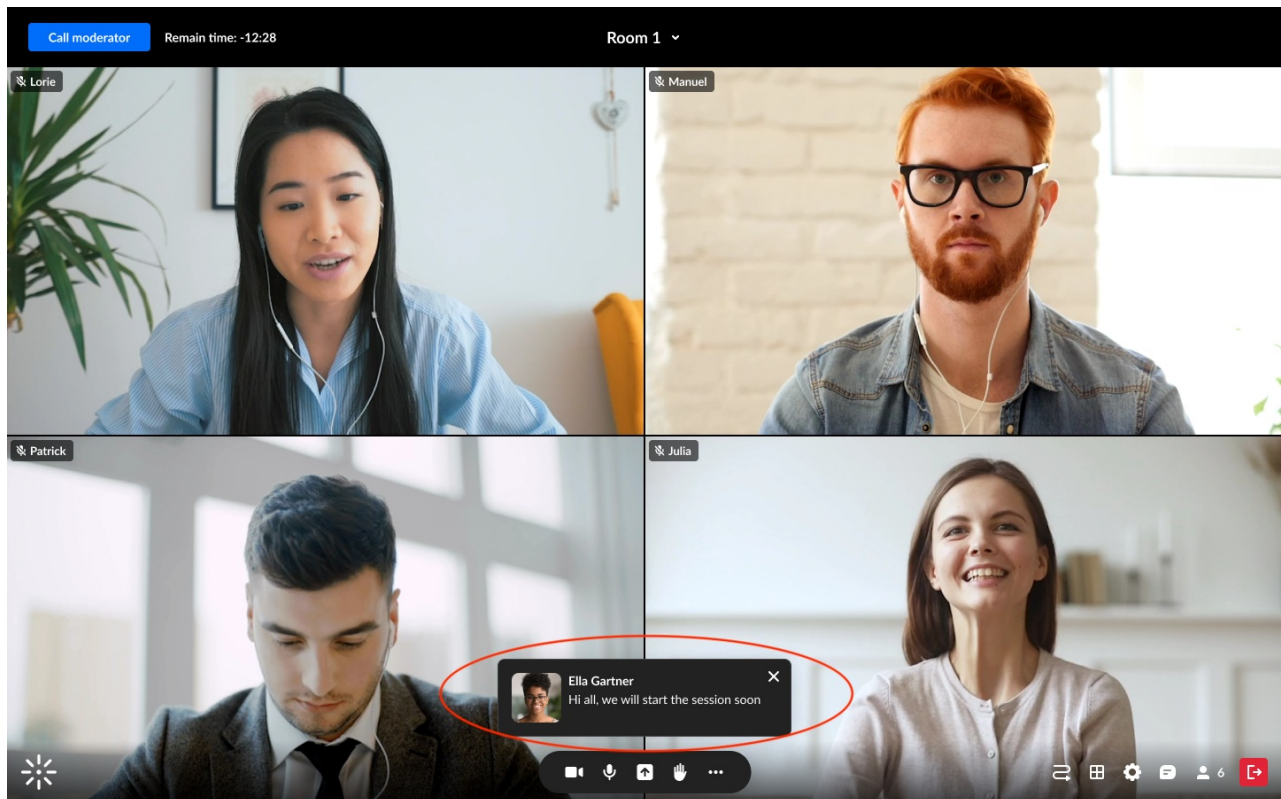 Call moderator
Remain time: -12:28
Room 1
Lorie
Manuel
Patrick
Julia
Ella Gartner
Hi all, we will start the session soon
6